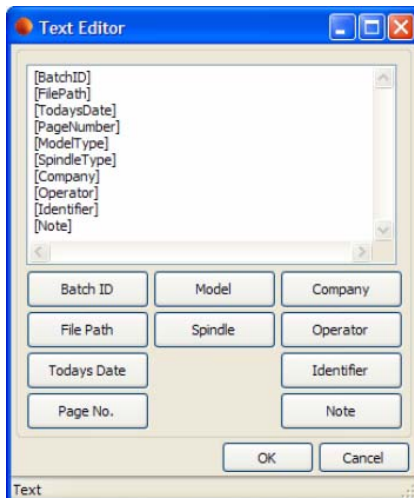 Text Editor
[BatchID]
[FilePath]
[TodaysDate]
[PageNumber]
[ModelType]
[SpindleType]
[Company]
[Operator]
[Identifier]
[Note]
Batch ID Model Company
File Path Spindle Operator
Todays Date Identifier
Page No. Note
OK Cancel
Text